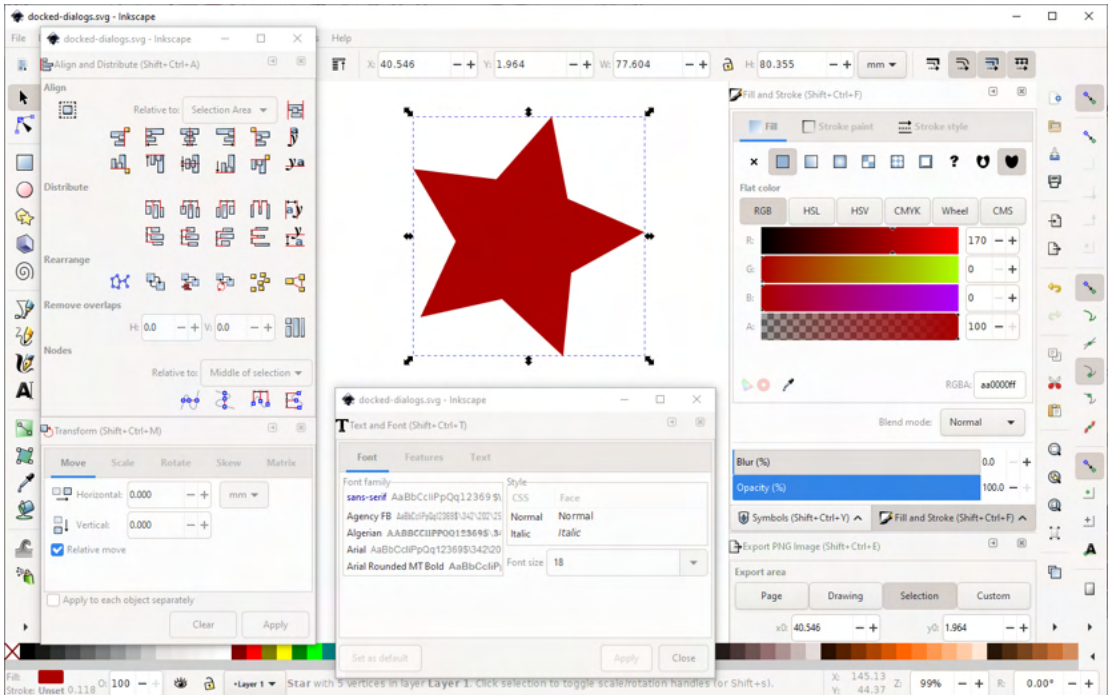 docked-dialogs.svg - Inkscape
File
Help
docked-dialogs.svg - Inkscape
Align and Distribute (Shift+Ctrl+A)
Align
Relative to: Selection Area
Distribute
Rearrange
Remove overlaps
H: 0.0 − + V: 0.0 − +
Nodes
Relative to: Middle of selection
Transform (Shift+Ctrl+M)
Move Scale Rotate Skew Matrix
Horizontal: 0.000 − + mm
Vertical: 0.000 − +
Relative move
Apply to each object separately
Clear Apply
X: 40.546 − + Y: 1.964 − + W: 77.604 − + H: 80.355 − + mm
docked-dialogs.svg - Inkscape
Text and Font (Shift+Ctrl+T)
Font Features Text
Font family
sans-serif AaBbCcIiPpQq12369$\
Agency FB
Algerian AABBCCIIPPQQ12369$\3
Arial AaBbCcIiPpQq12369$\342\20
Arial Rounded MT Bold AaBbCcIiP
Style
CSS Face
Normal Normal
Italic Italic
Font size 18
Set as default Apply Close
Fill and Stroke (Shift+Ctrl+F)
Fill Stroke paint Stroke style
Flat color
RGB HSL HSV CMYK Wheel CMS
R: 170 − +
G: 0 − +
B: 0 − +
A: 100 − +
RGBA: aa0000ff
Blend mode: Normal
Blur (%) 0.0 − +
Opacity (%) 100.0 − +
Symbols (Shift+Ctrl+Y) Fill and Stroke (Shift+Ctrl+F)
Export PNG Image (Shift+Ctrl+E)
Export area
Page Drawing Selection Custom
x0: 40.546 − + y0: 1.964 − +
Fill:
Stroke: Unset 0.118 O: 100 − + •Layer 1 Star with 5 vertices in layer Layer 1. Click selection to toggle scale/rotation handles (or Shift+s).
X: 145.13
Y: 44.37
Z: 99% − + R: 0.00° − +